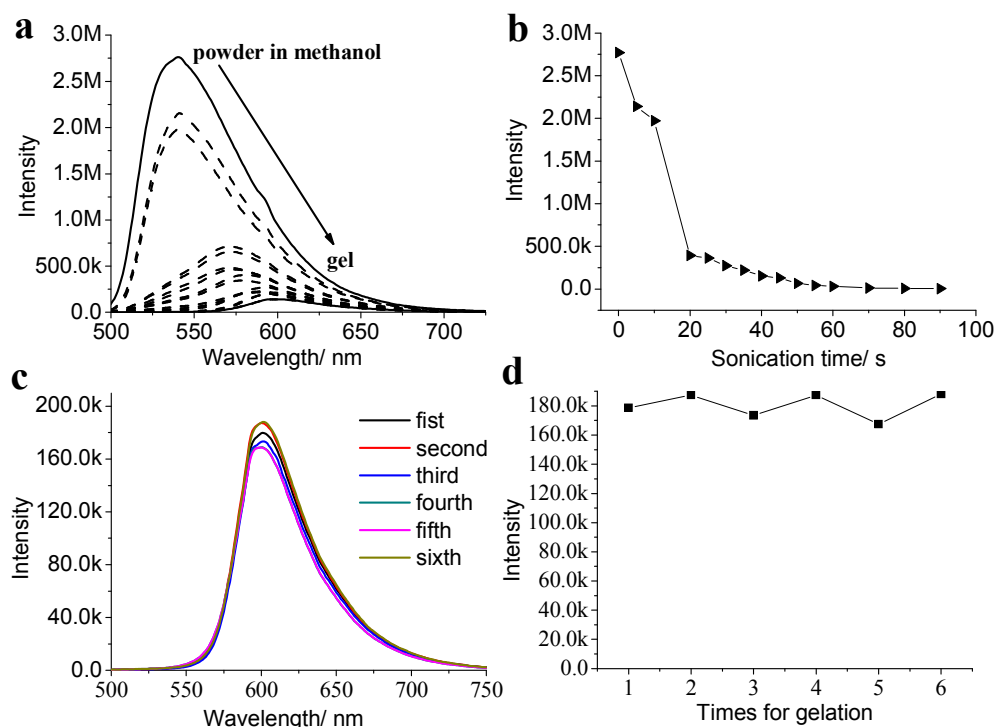 a
3.0M
2.5M
2.0M
1.5M
1.0M
500.0k
0.0
Intensity
powder in methanol
gel
500 550 600 650 700
Wavelength/ nm
b
3.0M
2.5M
2.0M
1.5M
1.0M
500.0k
0.0
Intensity
0 20 40 60 80 100
Sonication time/ s
c
200.0k
160.0k
120.0k
80.0k
40.0k
0.0
Intensity
fist
second
third
fourth
fifth
sixth
500 550 600 650 700 750
Wavelength/ nm
d
180.0k
160.0k
140.0k
120.0k
100.0k
80.0k
60.0k
40.0k
20.0k
0.0
Intensity
1 2 3 4 5 6
Times for gelation